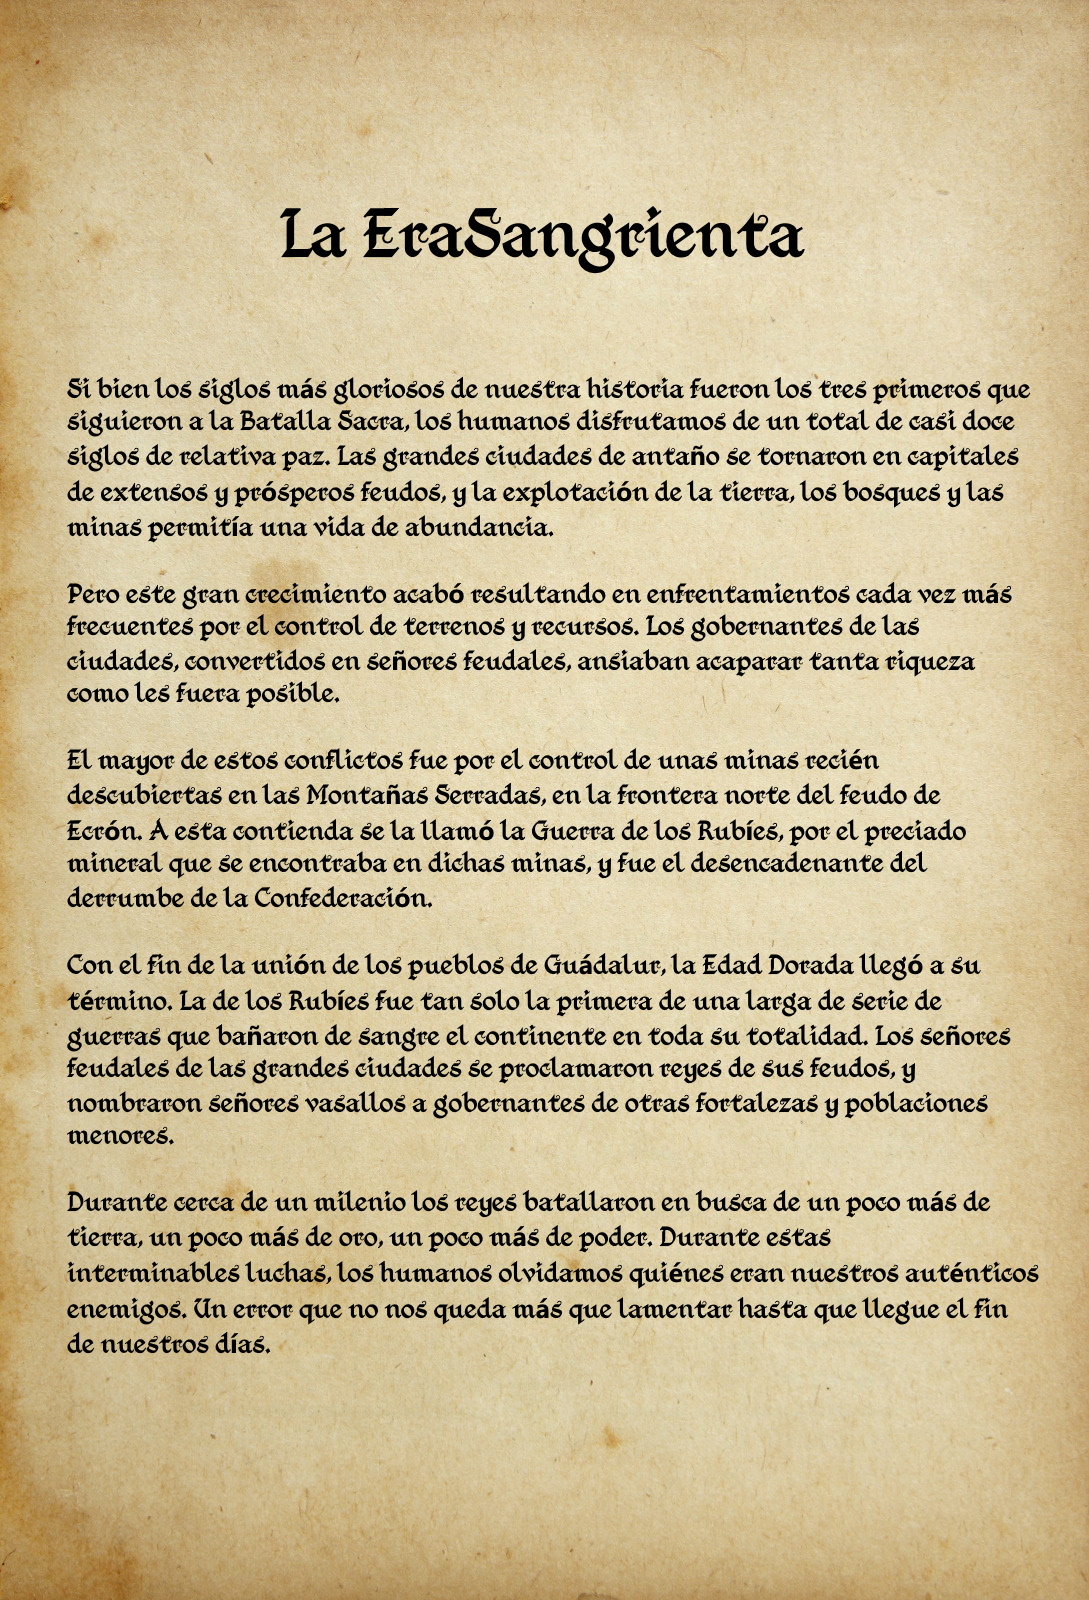 La EraSangrienta
Si bien los siglos más gloriosos de nuestra historia fueron los tres primeros que
siguieron a la Batalla Sacra, los humanos disfrutamos de un total de casi doce
siglos de relativa paz. Las grandes ciudades de antaño se tornaron en capitales
de extensos y prósperos feudos, y la explotación de la tierra, los bosques y las
minas permitía una vida de abundancia.
Pero este gran crecimiento acabó resultando en enfrentamientos cada vez más
frecuentes por el control de terrenos y recursos. Los gobernantes de las
ciudades, convertidos en señores feudales, ansiaban acaparar tanta riqueza
como les fuera posible.
El mayor de estos conflictos fue por el control de unas minas recién
descubiertas en las Montañas Serradas, en la frontera norte del feudo de
Ecrón. A esta contienda se la llamó la Guerra de los Rubíes, por el preciado
mineral que se encontraba en dichas minas, y fue el desencadenante del
derrumbe de la Confederación.
Con el fin de la unión de los pueblos de Guádalur, la Edad Dorada llegó a su
término. La de los Rubíes fue tan solo la primera de una larga de serie de
guerras que bañaron de sangre el continente en toda su totalidad. Los señores
feudales de las grandes ciudades se proclamaron reyes de sus feudos, y
nombraron señores vasallos a gobernantes de otras fortalezas y poblaciones
menores.
Durante cerca de un milenio los reyes batallaron en busca de un poco más de
tierra, un poco más de oro, un poco más de poder. Durante estas
interminables luchas, los humanos olvidamos quiénes eran nuestros auténticos
enemigos. Un error que no nos queda más que lamentar hasta que llegue el fin
de nuestros días.